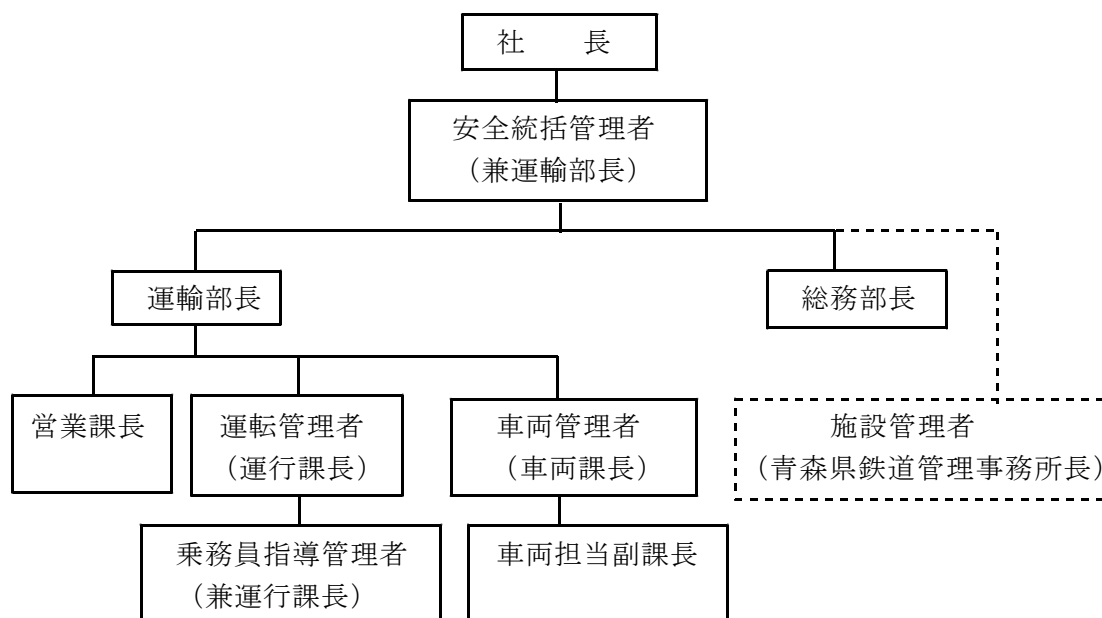 社　　長
安全統括管理者
（兼運輸部長）
運輸部長
総務部長
営業課長
運転管理者
（運行課長）
車両管理者
（車両課長）
施設管理者
（青森県鉄道管理事務所長）
乗務員指導管理者
（兼運行課長）
車両担当副課長